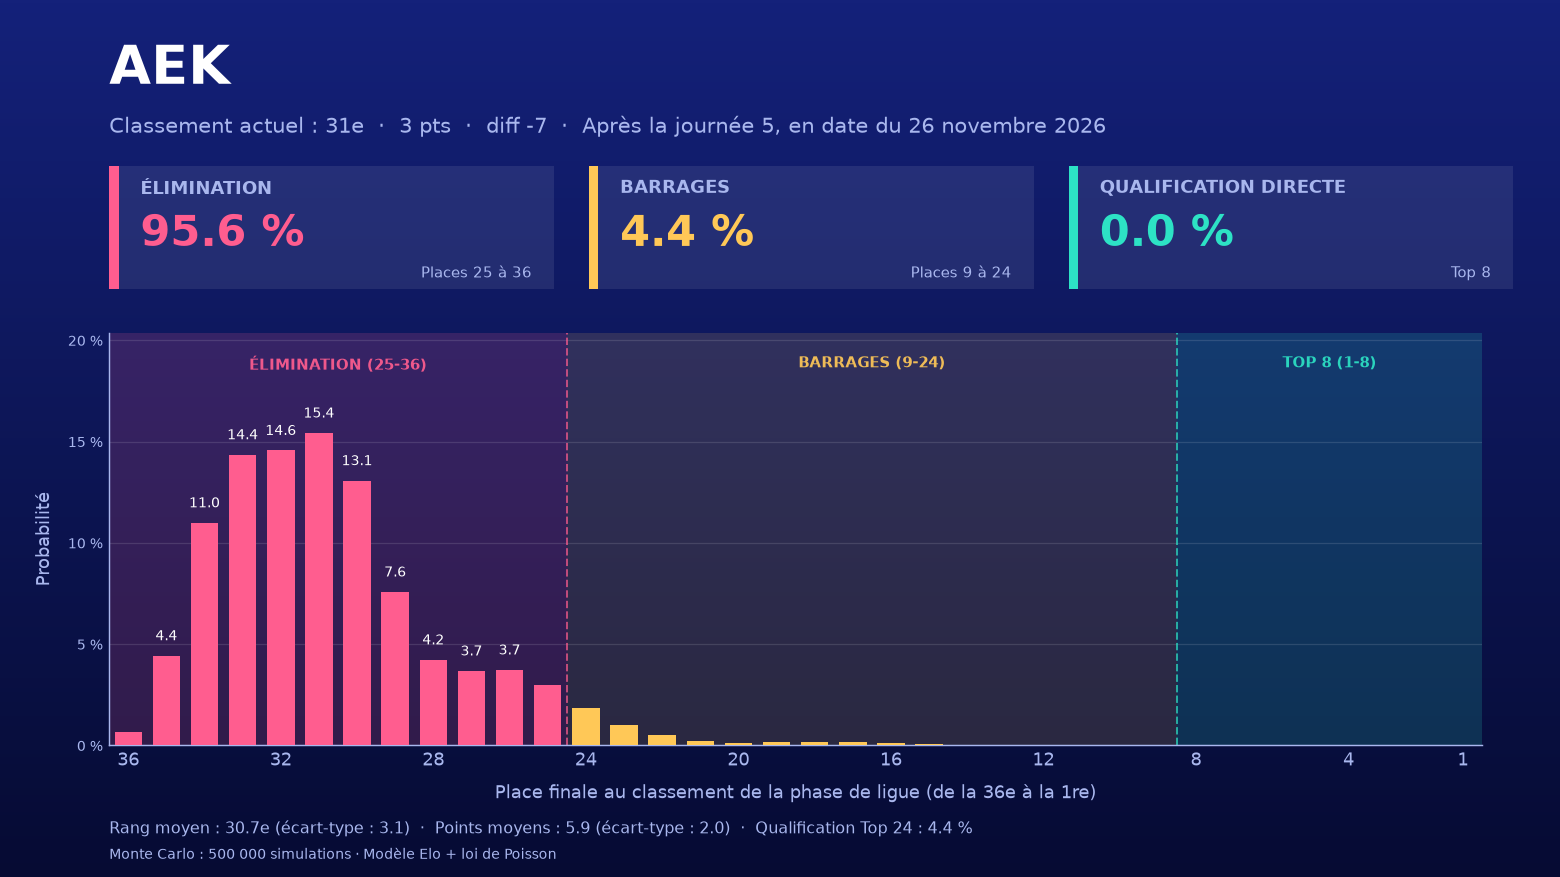 AEK
Classement actuel : 31e · 3 pts · diff -7 · Après la journée 5, en date du 26 novembre 2026
ÉLIMINATION
95.6 %
Places 25 à 36
BARRAGES
4.4 %
Places 9 à 24
QUALIFICATION DIRECTE
0.0 %
Top 8
ÉLIMINATION (25-36)
BARRAGES (9-24)
TOP 8 (1-8)
Probabilité
20 %
15 %
10 %
5 %
0 %
4.4
11.0
14.4
14.6
15.4
13.1
7.6
4.2
3.7
3.7
36 32 28 24 20 16 12 8 4 1
Place finale au classement de la phase de ligue (de la 36e à la 1re)
Rang moyen : 30.7e (écart-type : 3.1) · Points moyens : 5.9 (écart-type : 2.0) · Qualification Top 24 : 4.4 %
Monte Carlo : 500 000 simulations · Modèle Elo + loi de Poisson